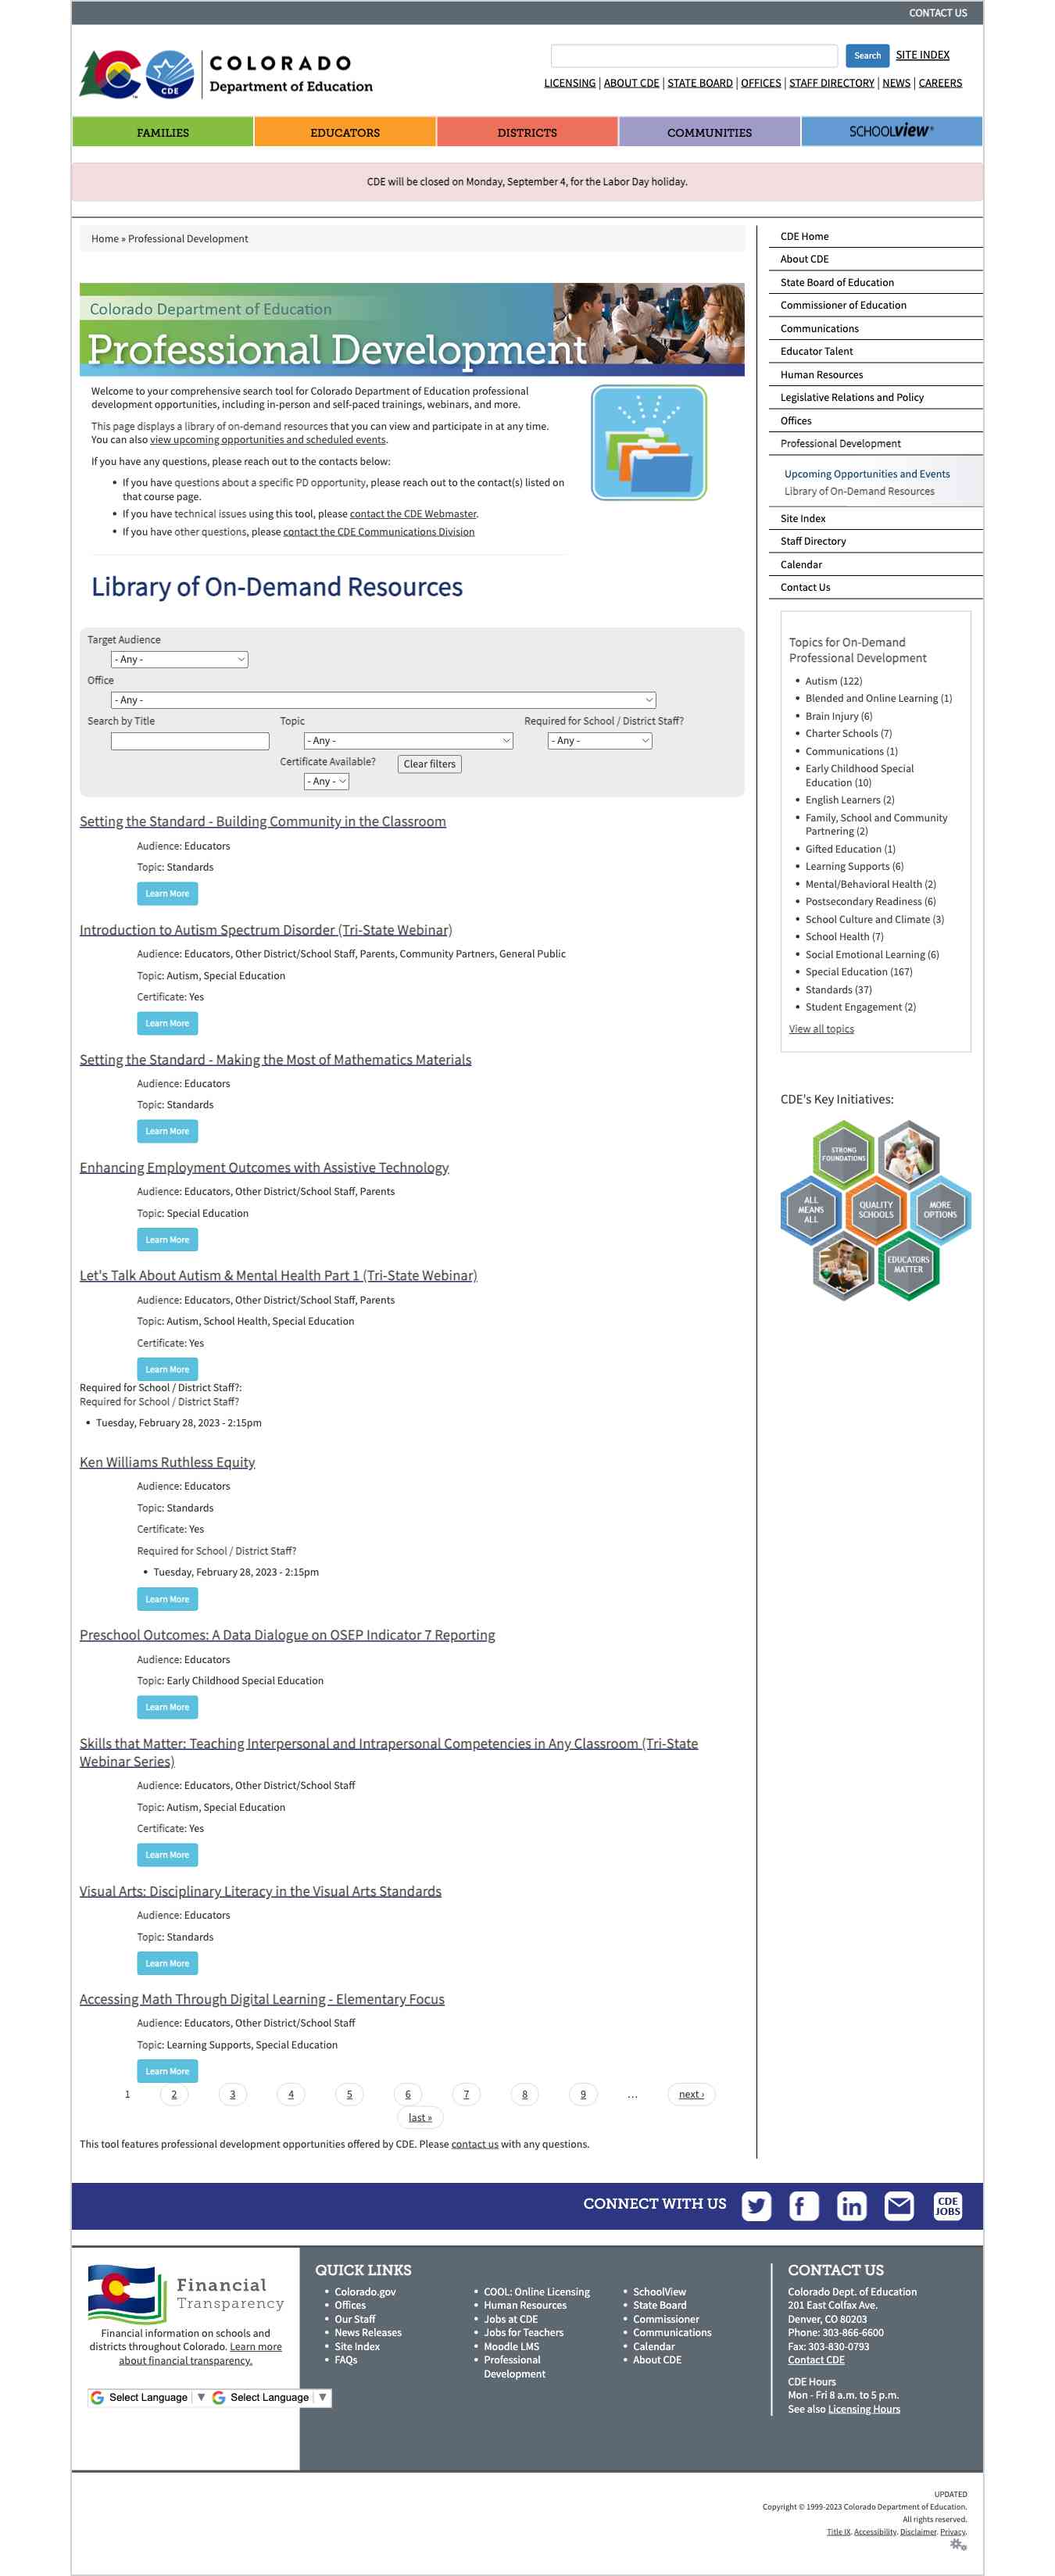 CONTACT US
COLORADO
Department of Education
CDE
Search
SITE INDEX
LICENSING | ABOUT CDE | STATE BOARD | OFFICES | STAFF DIRECTORY | NEWS | CAREERS
FAMILIES
EDUCATORS
DISTRICTS
COMMUNITIES
SCHOOLVIEW®
CDE will be closed on Monday, September 4, for the Labor Day holiday.
Home » Professional Development
Colorado Department of Education
Professional Development
Welcome to your comprehensive search tool for Colorado Department of Education professional
development opportunities, including in-person and self-paced trainings, webinars, and more.
This page displays a library of on-demand resources that you can view and participate in at any time.
You can also view upcoming opportunities and scheduled events.
If you have any questions, please reach out to the contacts below:
• If you have questions about a specific PD opportunity, please reach out to the contact(s) listed on
that course page.
• If you have technical issues using this tool, please contact the CDE Webmaster.
• If you have other questions, please contact the CDE Communications Division
Library of On-Demand Resources
Target Audience
- Any -
Office
- Any -
Search by Title
Topic
- Any -
Required for School / District Staff?
- Any -
Certificate Available?
- Any -
Clear filters
Setting the Standard - Building Community in the Classroom
Audience: Educators
Topic: Standards
Learn More
Introduction to Autism Spectrum Disorder (Tri-State Webinar)
Audience: Educators, Other District/School Staff, Parents, Community Partners, General Public
Topic: Autism, Special Education
Certificate: Yes
Learn More
Setting the Standard - Making the Most of Mathematics Materials
Audience: Educators
Topic: Standards
Learn More
Enhancing Employment Outcomes with Assistive Technology
Audience: Educators, Other District/School Staff, Parents
Topic: Special Education
Learn More
Let's Talk About Autism & Mental Health Part 1 (Tri-State Webinar)
Audience: Educators, Other District/School Staff, Parents
Topic: Autism, School Health, Special Education
Certificate: Yes
Learn More
Required for School / District Staff?:
Required for School / District Staff?
• Tuesday, February 28, 2023 - 2:15pm
Ken Williams Ruthless Equity
Audience: Educators
Topic: Standards
Certificate: Yes
Required for School / District Staff?
• Tuesday, February 28, 2023 - 2:15pm
Learn More
Preschool Outcomes: A Data Dialogue on OSEP Indicator 7 Reporting
Audience: Educators
Topic: Early Childhood Special Education
Learn More
Skills that Matter: Teaching Interpersonal and Intrapersonal Competencies in Any Classroom (Tri-State
Webinar Series)
Audience: Educators, Other District/School Staff
Topic: Autism, Special Education
Certificate: Yes
Learn More
Visual Arts: Disciplinary Literacy in the Visual Arts Standards
Audience: Educators
Topic: Standards
Learn More
Accessing Math Through Digital Learning - Elementary Focus
Audience: Educators, Other District/School Staff
Topic: Learning Supports, Special Education
Learn More
1 2 3 4 5 6 7 8 9 … next ›
last »
This tool features professional development opportunities offered by CDE. Please contact us with any questions.
CDE Home
About CDE
State Board of Education
Commissioner of Education
Communications
Educator Talent
Human Resources
Legislative Relations and Policy
Offices
Professional Development
Upcoming Opportunities and Events
Library of On-Demand Resources
Site Index
Staff Directory
Calendar
Contact Us
Topics for On-Demand
Professional Development
• Autism (122)
• Blended and Online Learning (1)
• Brain Injury (6)
• Charter Schools (7)
• Communications (1)
• Early Childhood Special
Education (10)
• English Learners (2)
• Family, School and Community
Partnering (2)
• Gifted Education (1)
• Learning Supports (6)
• Mental/Behavioral Health (2)
• Postsecondary Readiness (6)
• School Culture and Climate (3)
• School Health (7)
• Social Emotional Learning (6)
• Special Education (167)
• Standards (37)
• Student Engagement (2)
View all topics
CDE's Key Initiatives:
STRONG
FOUNDATIONS
ALL
MEANS
ALL
QUALITY
SCHOOLS
MORE
OPTIONS
EDUCATORS
MATTER
CONNECT WITH US
CDE
JOBS
Financial
Transparency
Financial information on schools and
districts throughout Colorado. Learn more
about financial transparency.
Select Language ▼
Select Language ▼
QUICK LINKS
• Colorado.gov
• Offices
• Our Staff
• News Releases
• Site Index
• FAQs
• COOL: Online Licensing
• Human Resources
• Jobs at CDE
• Jobs for Teachers
• Moodle LMS
• Professional
Development
• SchoolView
• State Board
• Commissioner
• Communications
• Calendar
• About CDE
CONTACT US
Colorado Dept. of Education
201 East Colfax Ave.
Denver, CO 80203
Phone: 303-866-6600
Fax: 303-830-0793
Contact CDE
CDE Hours
Mon - Fri 8 a.m. to 5 p.m.
See also Licensing Hours
UPDATED
Copyright © 1999-2023 Colorado Department of Education.
All rights reserved.
Title IX. Accessibility. Disclaimer. Privacy.